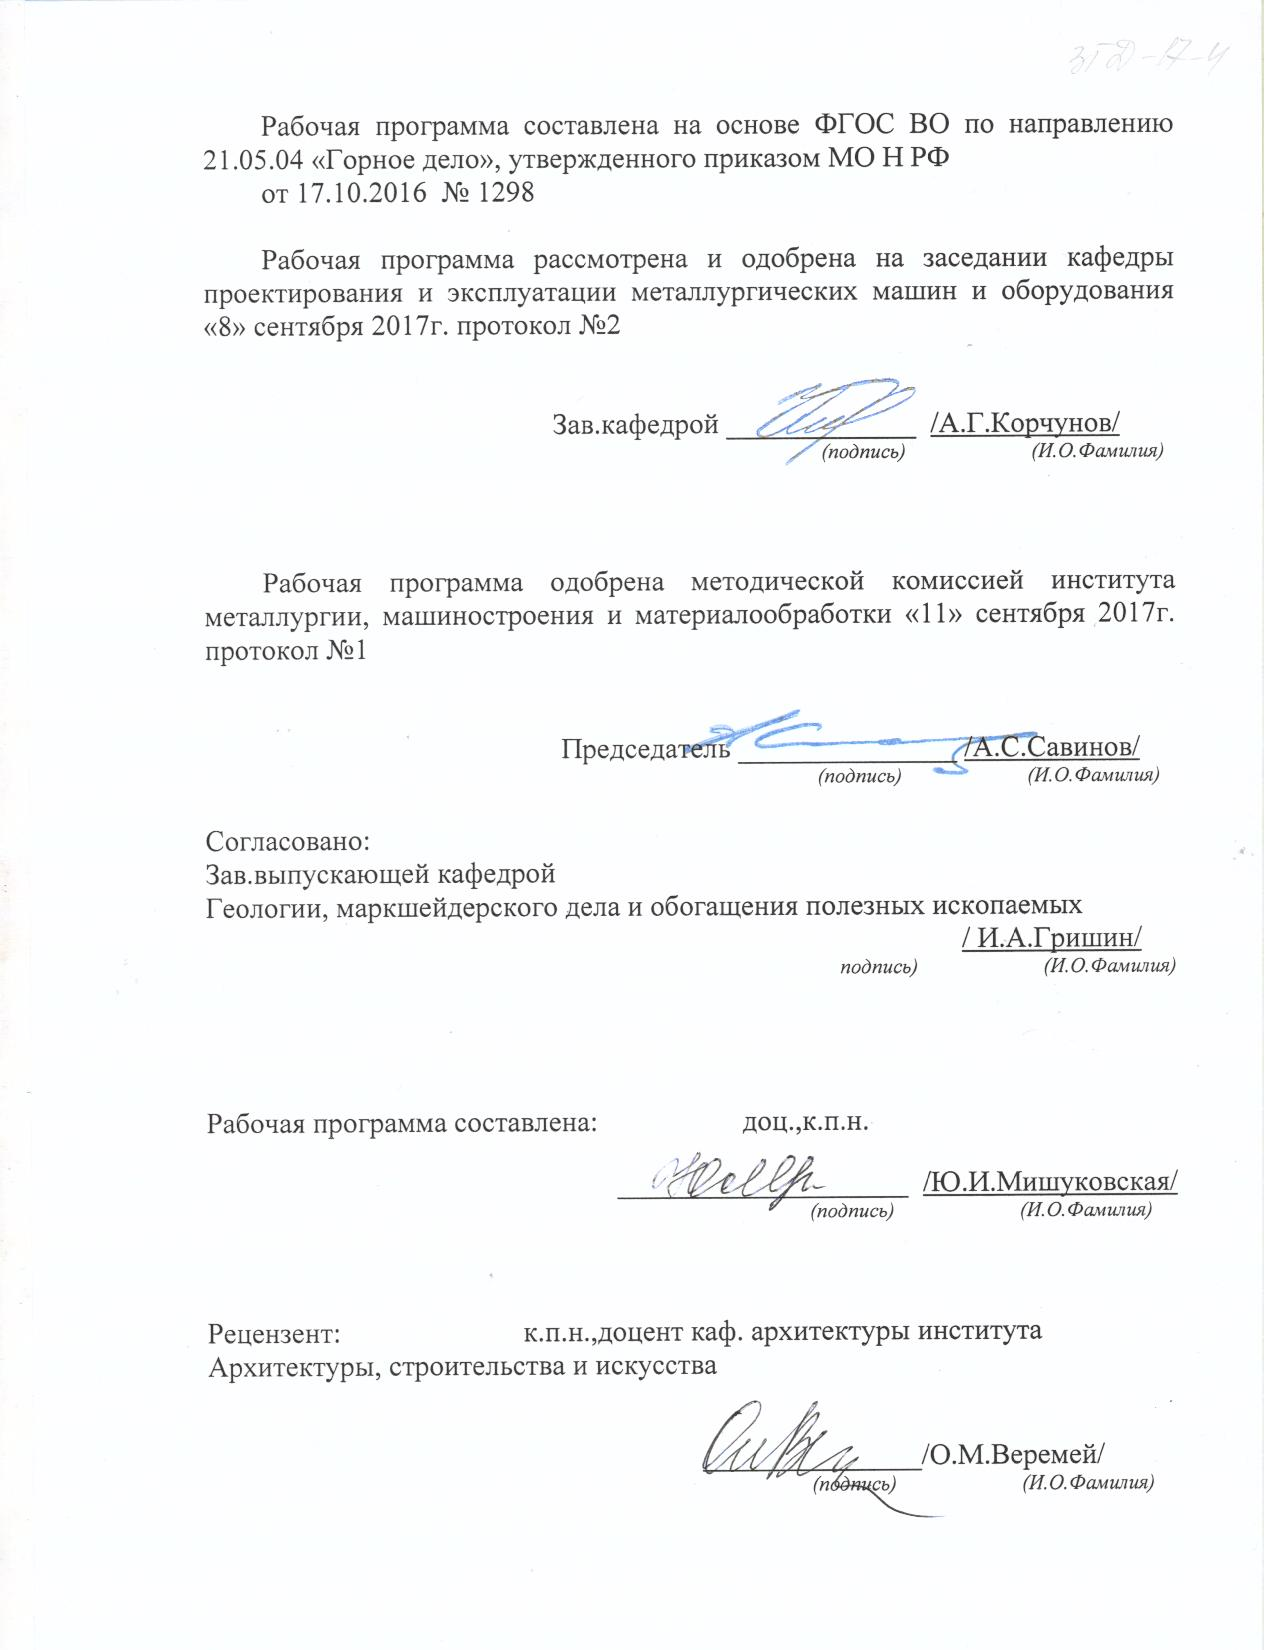 ЗГД-17-4
Рабочая программа составлена на основе ФГОС ВО по направлению
21.05.04 «Горное дело», утвержденного приказом МО Н РФ
от 17.10.2016 № 1298
Рабочая программа рассмотрена и одобрена на заседании кафедры
проектирования и эксплуатации металлургических машин и оборудования
«8» сентября 2017г. протокол №2
Зав.кафедрой /А.Г.Корчунов/
(подпись) (И.О.Фамилия)
Рабочая программа одобрена методической комиссией института
металлургии, машиностроения и материалообработки «11» сентября 2017г.
протокол №1
Председатель /А.С.Савинов/
(подпись) (И.О.Фамилия)
Согласовано:
Зав.выпускающей кафедрой
Геологии, маркшейдерского дела и обогащения полезных ископаемых
/ И.А.Гришин/
подпись) (И.О.Фамилия)
Рабочая программа составлена: доц.,к.п.н.
/Ю.И.Мишуковская/
(подпись) (И.О.Фамилия)
Рецензент: к.п.н.,доцент каф. архитектуры института
Архитектуры, строительства и искусства
/О.М.Веремей/
(подпись) (И.О.Фамилия)